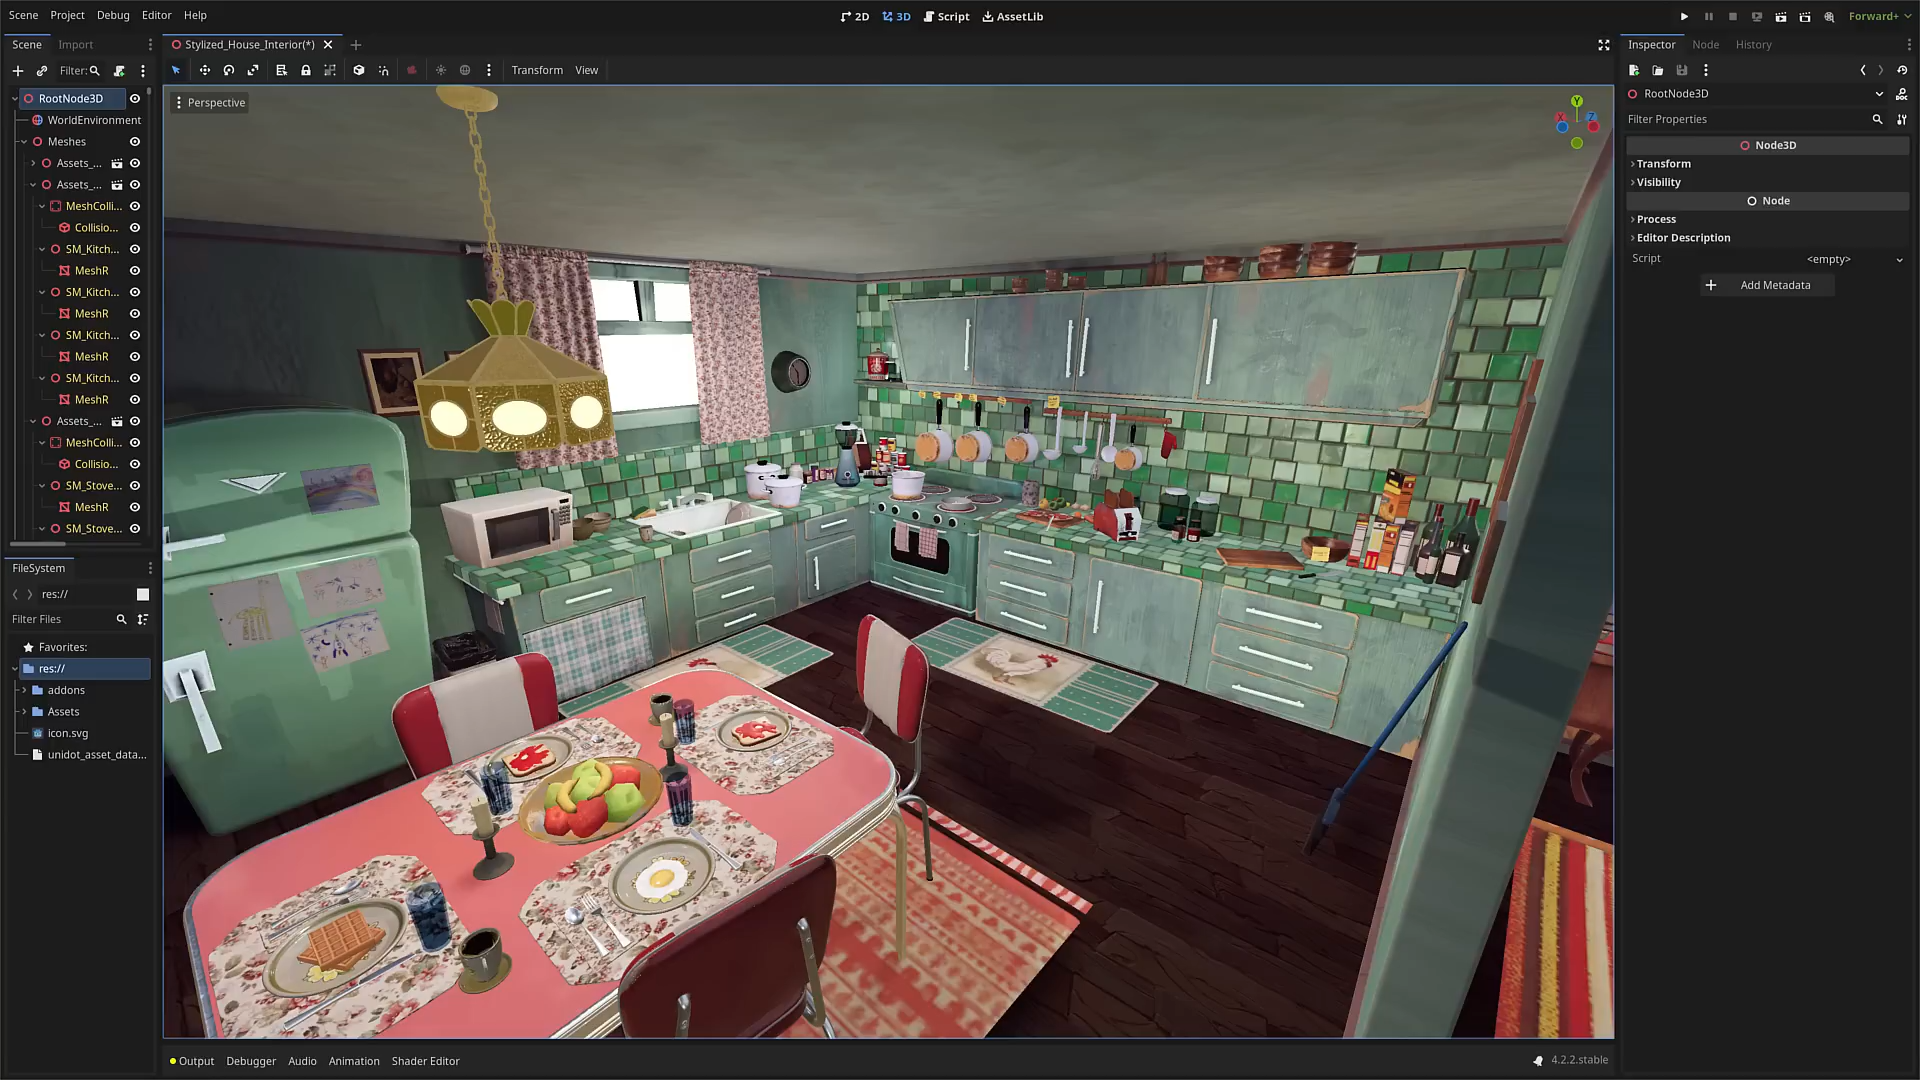 Scene Project Debug Editor Help
2D 3D Script AssetLib
Forward+
Scene Import
Stylized_House_Interior(*)
Inspector Node History
Filter:
Transform View
RootNode3D
WorldEnvironment
Meshes
Assets_...
Assets_...
MeshColli...
Collisio...
SM_Kitch...
MeshR
SM_Kitch...
MeshR
SM_Kitch...
MeshR
SM_Kitch...
MeshR
Assets_...
MeshColli...
Collisio...
SM_Stove...
MeshR
SM_Stove...
FileSystem
res://
Filter Files
Favorites:
res://
addons
Assets
icon.svg
unidot_asset_data...
Perspective
Y
X
Z
RootNode3D
Filter Properties
Node3D
Transform
Visibility
Node
Process
Editor Description
Script <empty>
Add Metadata
Output Debugger Audio Animation Shader Editor
4.2.2.stable